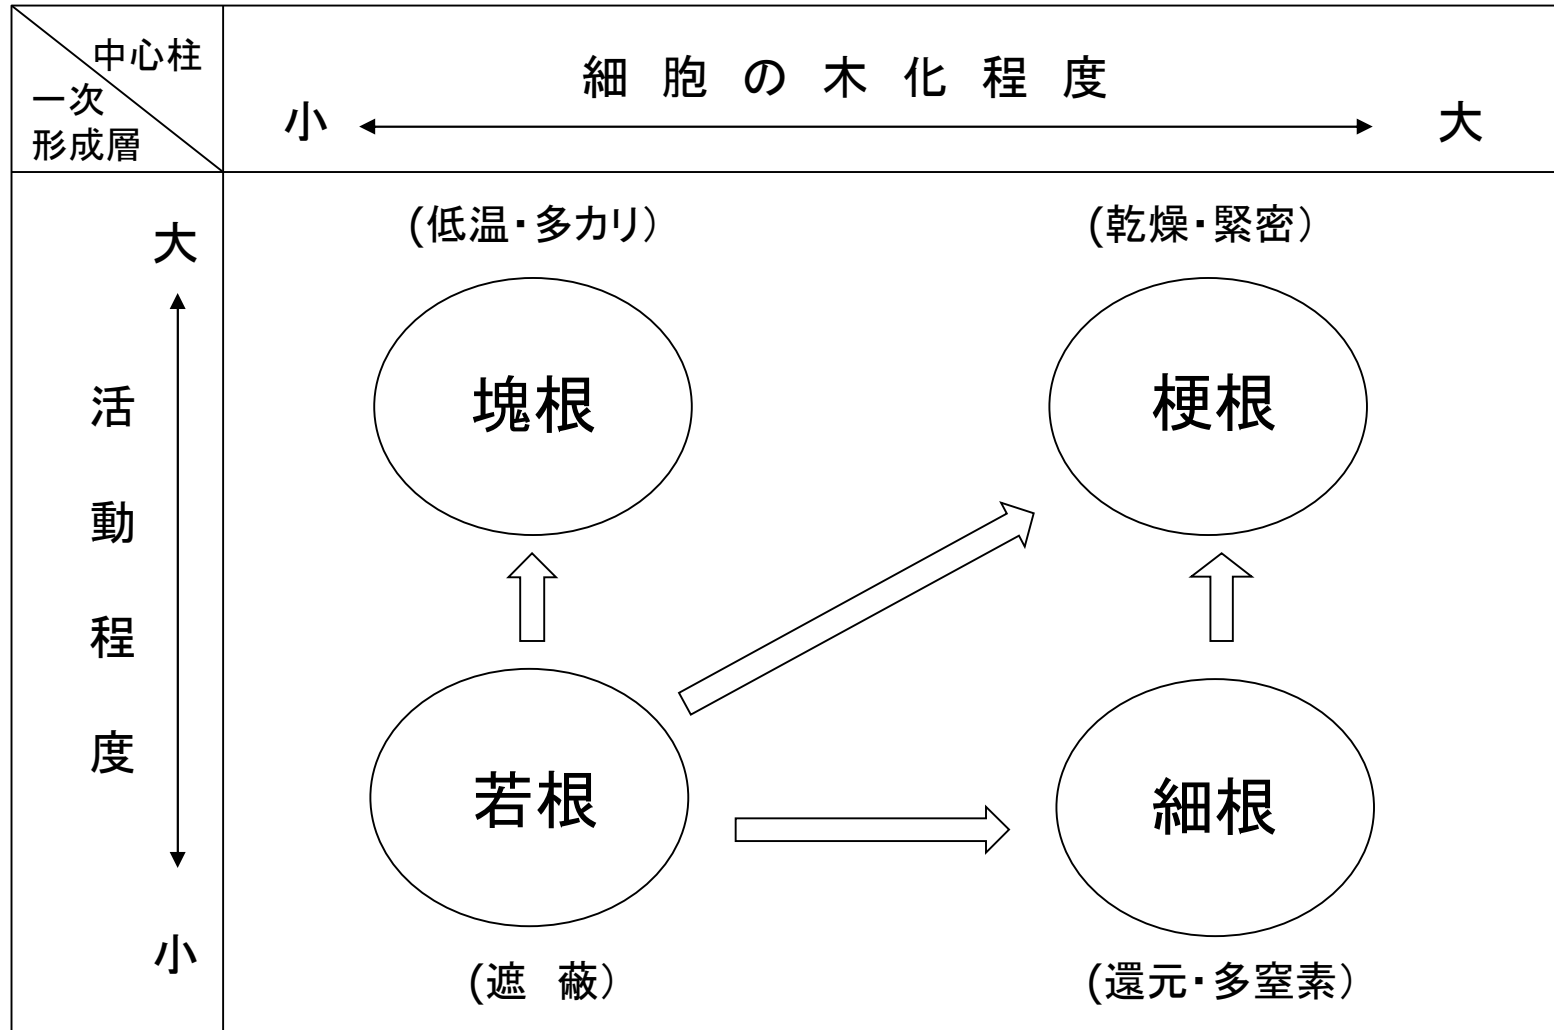 中心柱
一次
形成層
細胞の木化程度
小
大
大
活動程度
小
(低温・多カリ）
(乾燥・緊密）
塊根
梗根
若根
細根
(遮　蔽）
(還元・多窒素）